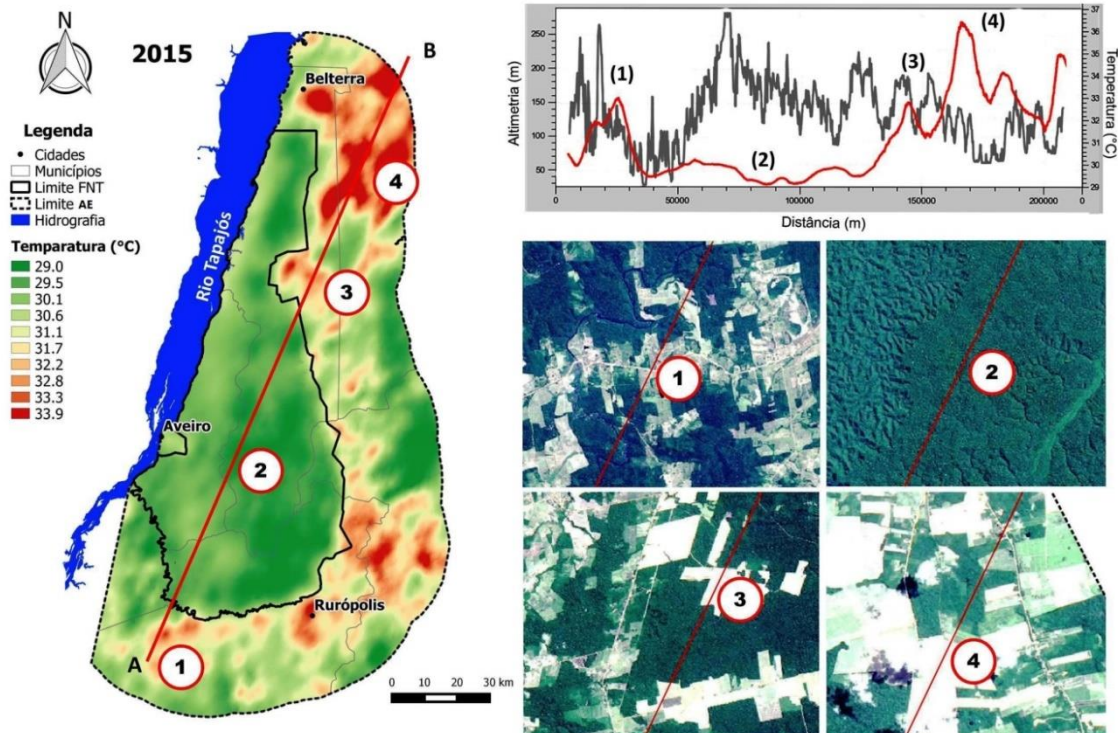 N
2015
B
Belterra
Legenda
Cidades
Municípios
Limite FNT
Limite AE
Hidrografia
Temparatura (°C)
29.0
29.5
30.1
30.6
31.1
31.7
32.2
32.8
33.3
33.9
Rio Tapajós
4
3
Aveiro
2
Rurópolis
A
1
0 10 20 30 km
Altimetria (m)
250
200
150
100
50
(1)
(2)
(3)
(4)
37
36
35
34
33
32
31
30
29
Temperatura (°C)
0 50000 100000 150000 200000
Distância (m)
1
2
3
4